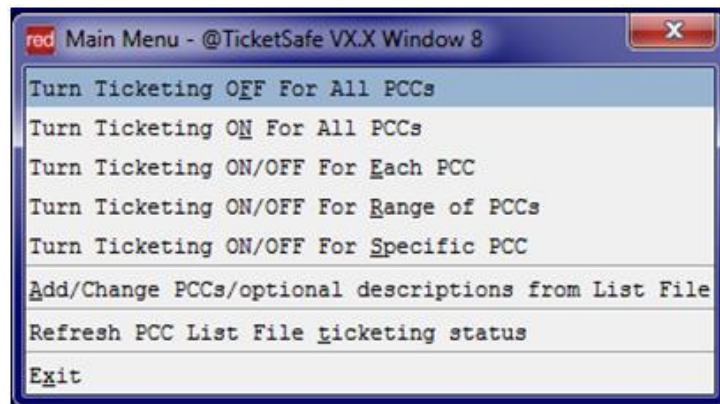 red Main Menu - @TicketSafe VX.X Window 8
Turn Ticketing OFF For All PCCs
Turn Ticketing ON For All PCCs
Turn Ticketing ON/OFF For Each PCC
Turn Ticketing ON/OFF For Range of PCCs
Turn Ticketing ON/OFF For Specific PCC
Add/Change PCCs/optional descriptions from List File
Refresh PCC List File ticketing status
Exit